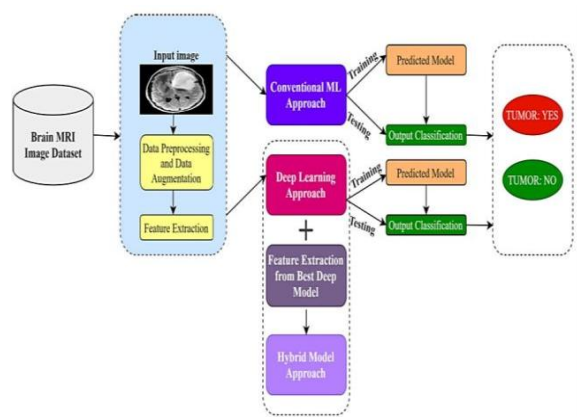 Brain MRI
Image Dataset
Input image
Data Preprocessing
and Data
Augmentation
Feature Extraction
Conventional ML
Approach
Training
Testing
Predicted Model
Output Classification
Deep Learning
Approach
Training
Testing
Predicted Model
Output Classification
+
Feature Extraction
from Best Deep
Model
Hybrid Model
Approach
TUMOR: YES
TUMOR: NO